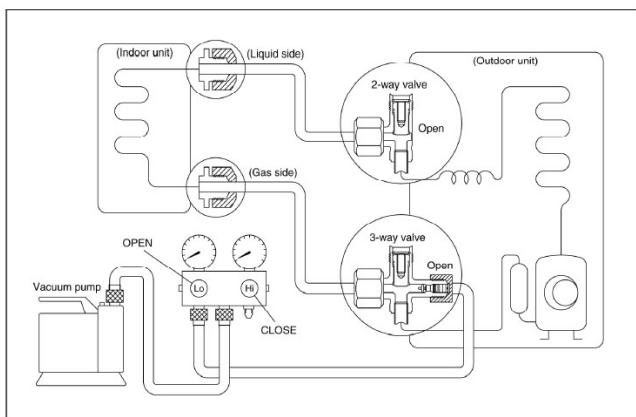 (Indoor unit)
(Liquid side)
2-way valve
(Outdoor unit)
Open
(Gas side)
3-way valve
OPEN
Open
Vacuum pump
Lo
Hi
CLOSE